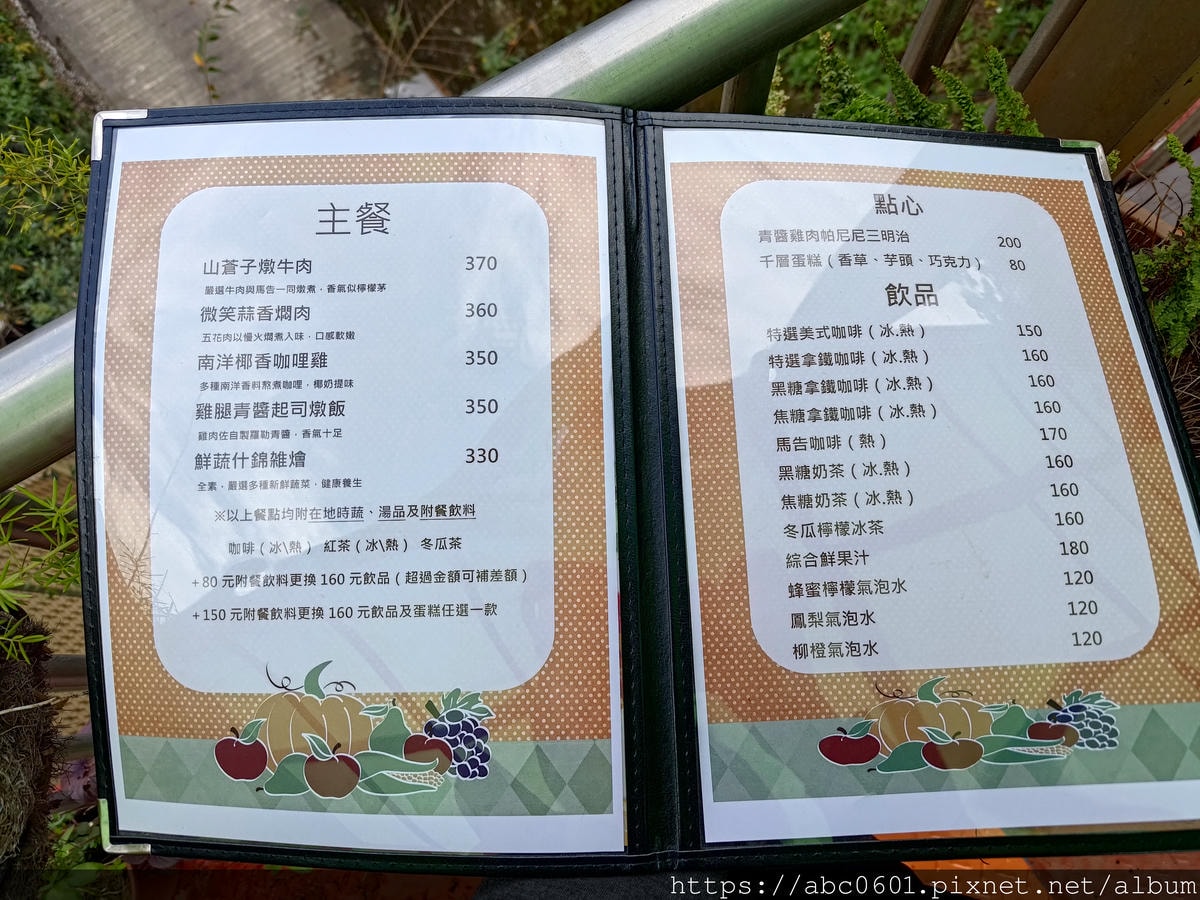 主餐
山蒼子燉牛肉 370
嚴選牛肉與馬告一同燉煮，香氣似檸檬茅
微笑蒜香燜肉 360
五花肉以慢火燜煮入味，口感軟嫩
南洋椰香咖哩雞 350
多種南洋香料熬煮咖哩，椰奶提味
雞腿青醬起司燉飯 350
雞肉佐自製羅勒青醬，香氣十足
鮮蔬什錦雜燴 330
全素，嚴選多種新鮮蔬菜，健康養生
※以上餐點均附在地時蔬、湯品及附餐飲料
咖啡（冰\熱） 紅茶（冰\熱） 冬瓜茶
+80 元附餐飲料更換 160 元飲品（超過金額可補差額）
+150 元附餐飲料更換 160 元飲品及蛋糕任選一款
點心
青醬雞肉帕尼尼三明治 200
千層蛋糕（香草、芋頭、巧克力） 80
飲品
特選美式咖啡（冰.熱） 150
特選拿鐵咖啡（冰.熱） 160
黑糖拿鐵咖啡（冰.熱） 160
焦糖拿鐵咖啡（冰.熱） 160
馬告咖啡（熱） 170
黑糖奶茶（冰.熱） 160
焦糖奶茶（冰.熱） 160
冬瓜檸檬冰茶 160
綜合鮮果汁 180
蜂蜜檸檬氣泡水 120
鳳梨氣泡水 120
柳橙氣泡水 120
https://abc0601.pixnet.net/album